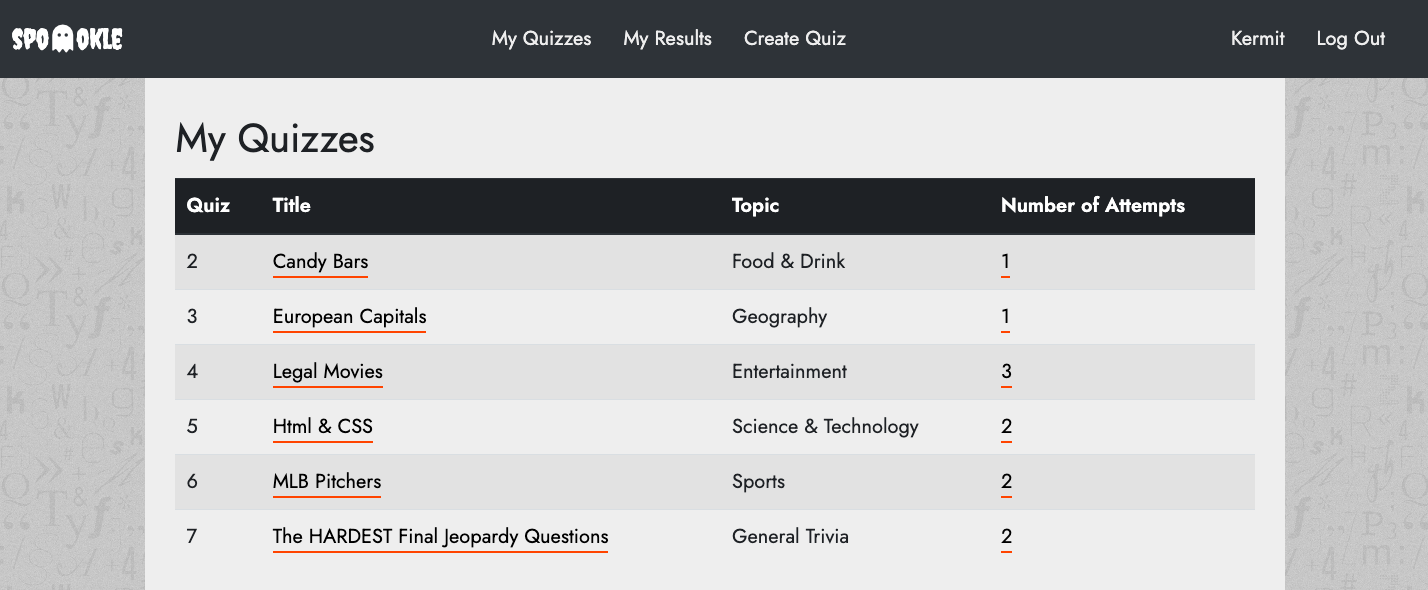 SPO OKLE My Quizzes My Results Create Quiz Kermit Log Out
My Quizzes
Quiz Title Topic Number of Attempts
2 Candy Bars Food & Drink 1
3 European Capitals Geography 1
4 Legal Movies Entertainment 3
5 Html & CSS Science & Technology 2
6 MLB Pitchers Sports 2
7 The HARDEST Final Jeopardy Questions General Trivia 2